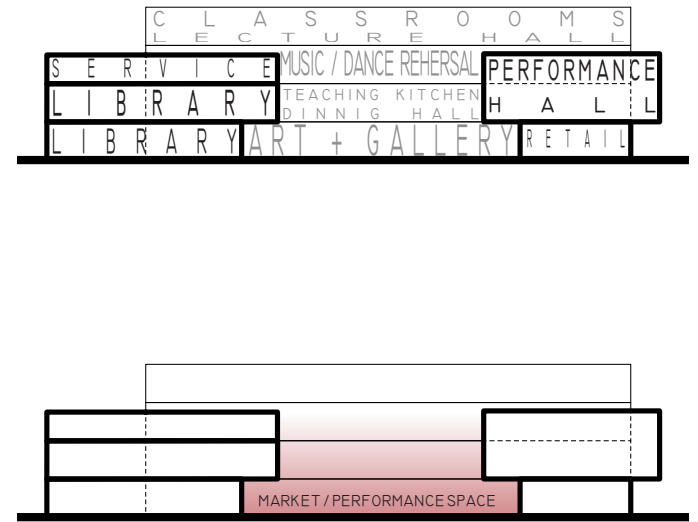 CLASSROOMS
LECTURE HALL
SERVICE
MUSIC / DANCE REHERSAL
PERFORMANCE
HALL
LIBRARY
TEACHING KITCHEN
DINNIG HALL
LIBRARY
ART + GALLERY
RETAIL
MARKET / PERFORMANCE SPACE